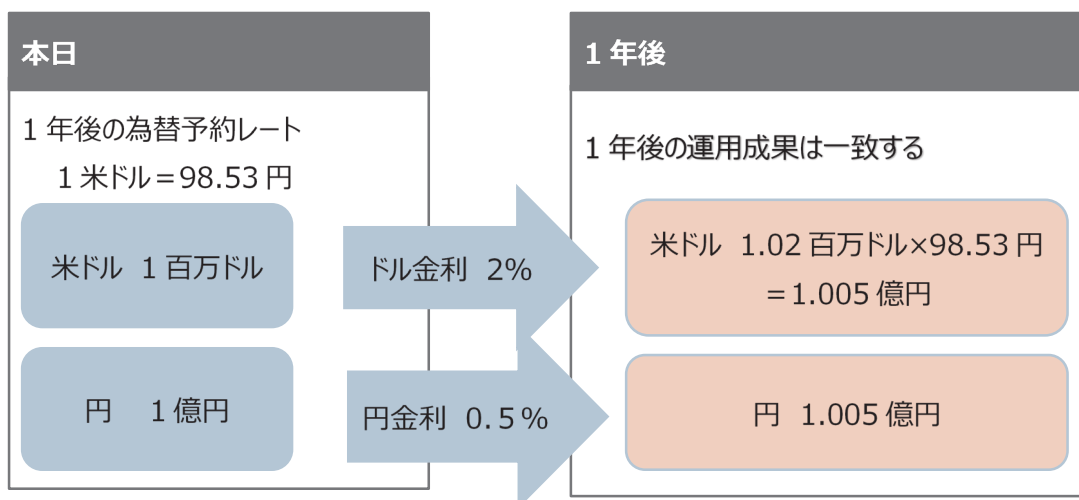 本日
1 年後の為替予約レート
1 米ドル＝98.53 円
米ドル 1 百万ドル
円 1 億円
ドル金利 2%
円金利 0.5%
1 年後
1 年後の運用成果は一致する
米ドル 1.02 百万ドル×98.53 円
＝1.005 億円
円 1.005 億円